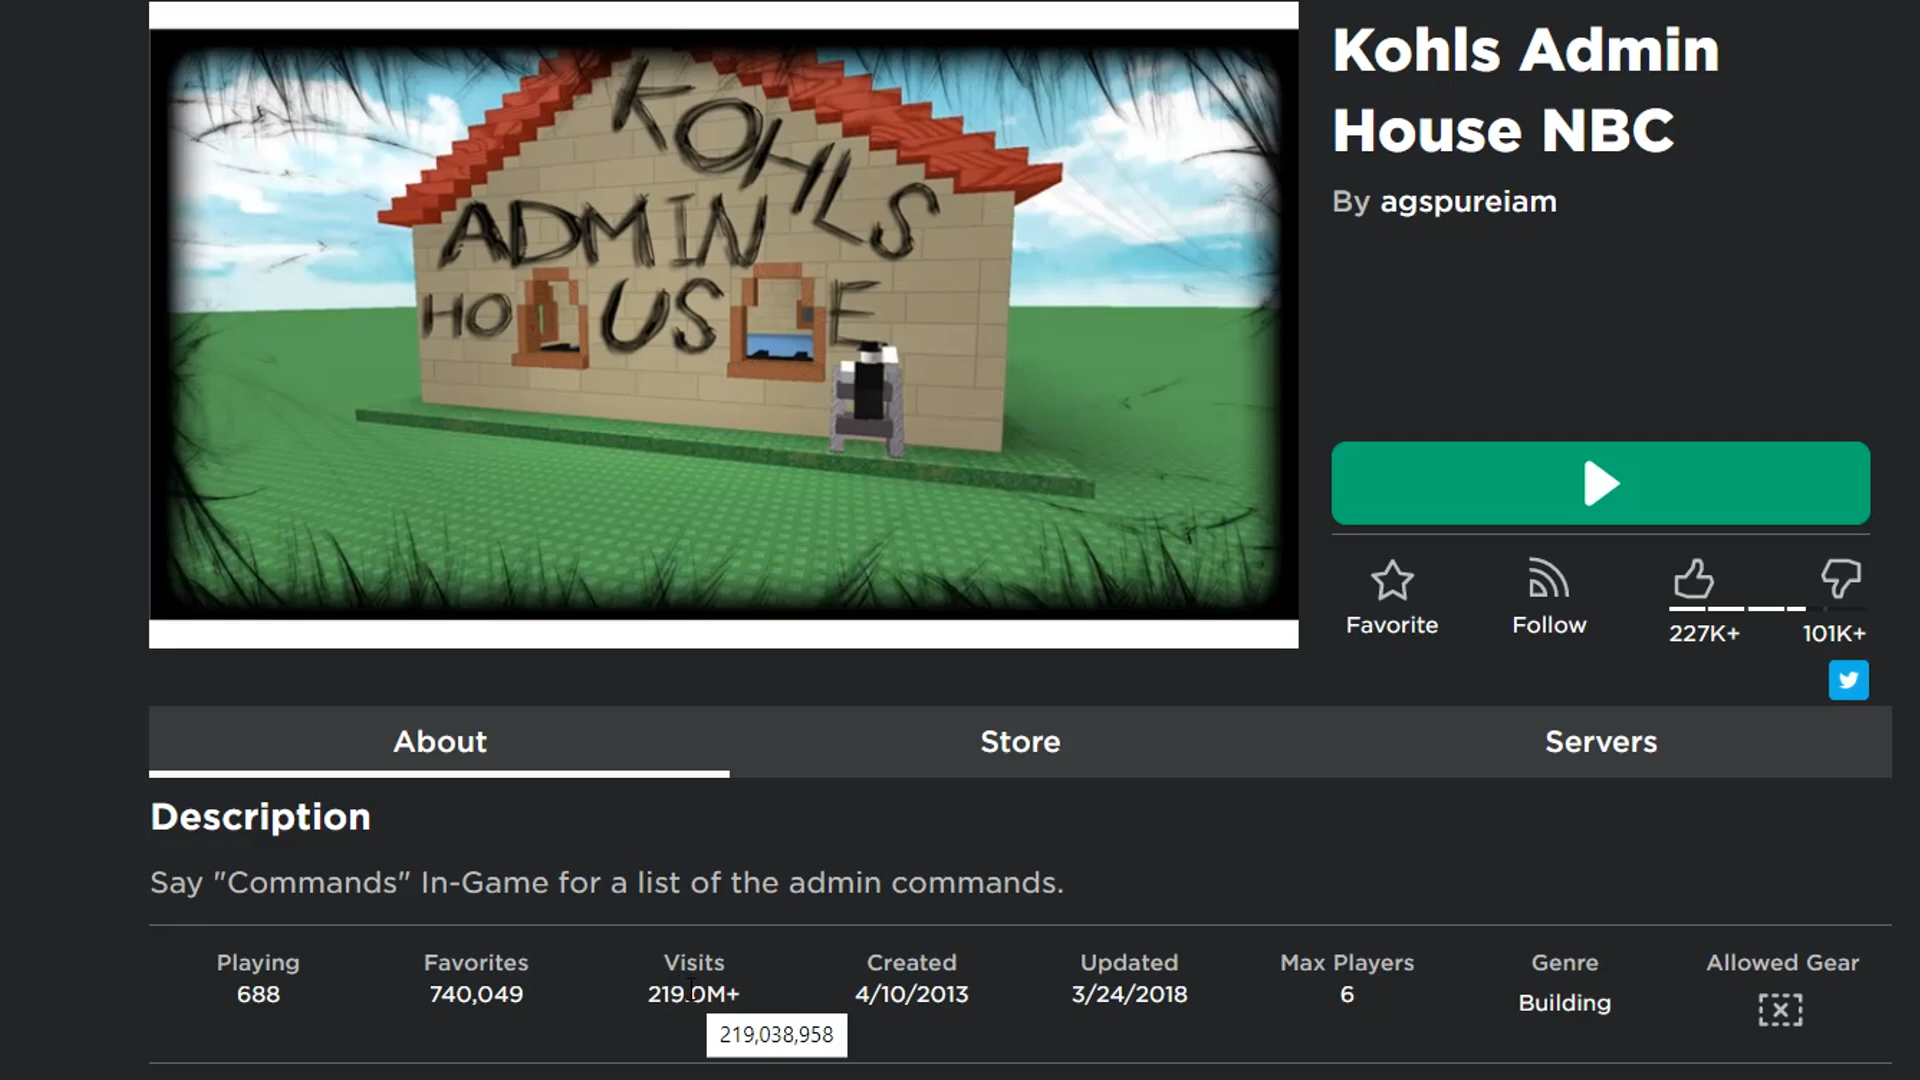 KOHLS
ADMIN
HOUSE
Kohls Admin
House NBC
By agspureiam
Favorite
Follow
227K+
101K+
About
Store
Servers
Description
Say "Commands" In-Game for a list of the admin commands.
Playing
Favorites
Visits
Created
Updated
Max Players
Genre
Allowed Gear
688
740,049
219.0M+
4/10/2013
3/24/2018
6
Building
219,038,958